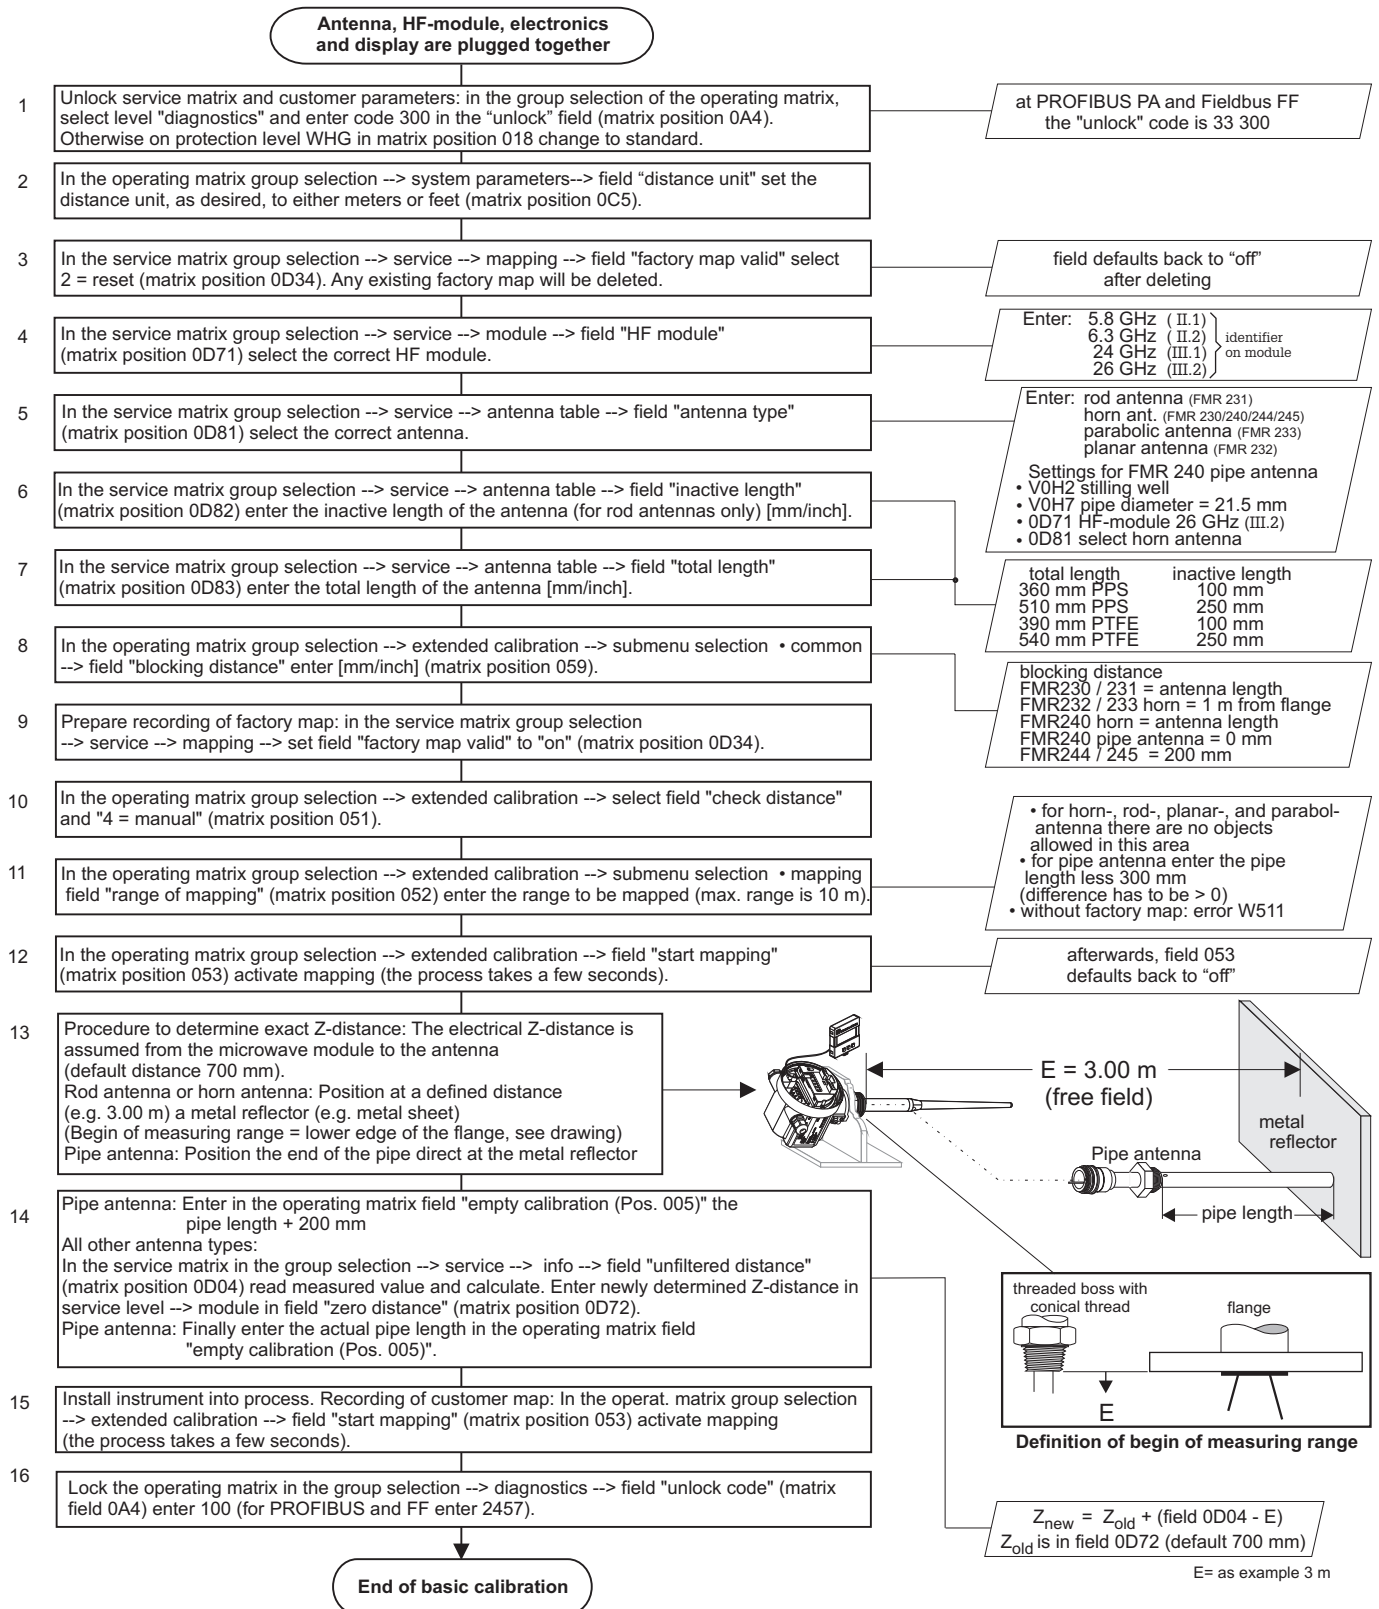 Antenna, HF-module, electronics
and display are plugged together
1
Unlock service matrix and customer parameters: in the group selection of the operating matrix,
select level "diagnostics" and enter code 300 in the “unlock” field (matrix position 0A4).
Otherwise on protection level WHG in matrix position 018 change to standard.
at PROFIBUS PA and Fieldbus FF
the "unlock" code is 33 300
2
In the operating matrix group selection --> system parameters--> field “distance unit" set the
distance unit, as desired, to either meters or feet (matrix position 0C5).
3
In the service matrix group selection --> service --> mapping --> field "factory map valid" select
2 = reset (matrix position 0D34). Any existing factory map will be deleted.
field defaults back to “off”
after deleting
4
In the service matrix group selection --> service --> module --> field "HF module"
(matrix position 0D71) select the correct HF module.
Enter: 5.8 GHz ( II.1)
6.3 GHz ( II.2)
24 GHz (III.1)
26 GHz (III.2)
identifier
on module
5
In the service matrix group selection --> service --> antenna table --> field "antenna type"
(matrix position 0D81) select the correct antenna.
Enter: rod antenna (FMR 231)
horn ant. (FMR 230/240/244/245)
parabolic antenna (FMR 233)
planar antenna (FMR 232)
Settings for FMR 240 pipe antenna
• V0H2 stilling well
• V0H7 pipe diameter = 21.5 mm
• 0D71 HF-module 26 GHz (III.2)
• 0D81 select horn antenna
6
In the service matrix group selection --> service --> antenna table --> field "inactive length"
(matrix position 0D82) enter the inactive length of the antenna (for rod antennas only) [mm/inch].
7
In the service matrix group selection --> service --> antenna table --> field "total length"
(matrix position 0D83) enter the total length of the antenna [mm/inch].
total length inactive length
360 mm PPS 100 mm
510 mm PPS 250 mm
390 mm PTFE 100 mm
540 mm PTFE 250 mm
8
In the operating matrix group selection --> extended calibration --> submenu selection • common
--> field "blocking distance" enter [mm/inch] (matrix position 059).
blocking distance
FMR230 / 231 = antenna length
FMR232 / 233 horn = 1 m from flange
FMR240 horn = antenna length
FMR240 pipe antenna = 0 mm
FMR244 / 245 = 200 mm
9
Prepare recording of factory map: in the service matrix group selection
--> service --> mapping --> set field "factory map valid" to "on" (matrix position 0D34).
10
In the operating matrix group selection --> extended calibration --> select field "check distance"
and "4 = manual" (matrix position 051).
11
In the operating matrix group selection --> extended calibration --> submenu selection • mapping
field "range of mapping" (matrix position 052) enter the range to be mapped (max. range is 10 m).
• for horn-, rod-, planar-, and parabol-
antenna there are no objects
allowed in this area
• for pipe antenna enter the pipe
length less 300 mm
(difference has to be > 0)
• without factory map: error W511
12
In the operating matrix group selection --> extended calibration --> field "start mapping"
(matrix position 053) activate mapping (the process takes a few seconds).
afterwards, field 053
defaults back to “off”
13
Procedure to determine exact Z-distance: The electrical Z-distance is
assumed from the microwave module to the antenna
(default distance 700 mm).
Rod antenna or horn antenna: Position at a defined distance
(e.g. 3.00 m) a metal reflector (e.g. metal sheet)
(Begin of measuring range = lower edge of the flange, see drawing)
Pipe antenna: Position the end of the pipe direct at the metal reflector
E = 3.00 m
(free field)
metal
reflector
Pipe antenna
pipe length
14
Pipe antenna: Enter in the operating matrix field "empty calibration (Pos. 005)" the
pipe length + 200 mm
All other antenna types:
In the service matrix in the group selection --> service --> info --> field "unfiltered distance"
(matrix position 0D04) read measured value and calculate. Enter newly determined Z-distance in
service level --> module in field "zero distance" (matrix position 0D72).
Pipe antenna: Finally enter the actual pipe length in the operating matrix field
"empty calibration (Pos. 005)".
threaded boss with
conical thread
flange
E
Definition of begin of measuring range
15
Install instrument into process. Recording of customer map: In the operat. matrix group selection
--> extended calibration --> field "start mapping" (matrix position 053) activate mapping
(the process takes a few seconds).
16
Lock the operating matrix in the group selection --> diagnostics --> field "unlock code" (matrix
field 0A4) enter 100 (for PROFIBUS and FF enter 2457).
Znew = Zold + (field 0D04 - E)
Zold is in field 0D72 (default 700 mm)
E= as example 3 m
End of basic calibration